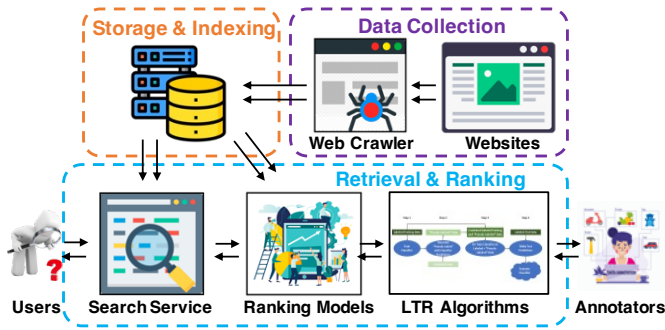 Storage & Indexing
Data Collection
Web Crawler
Websites
Retrieval & Ranking
?
Users
Search Service
Ranking Models
LTR Algorithms
Annotators